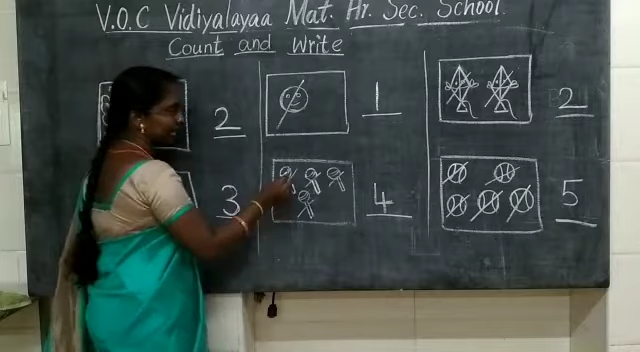 V.O.C Vidiyalayaa Mat. Hr. Sec. School.
Count and Write
2 1 2
3 4 5